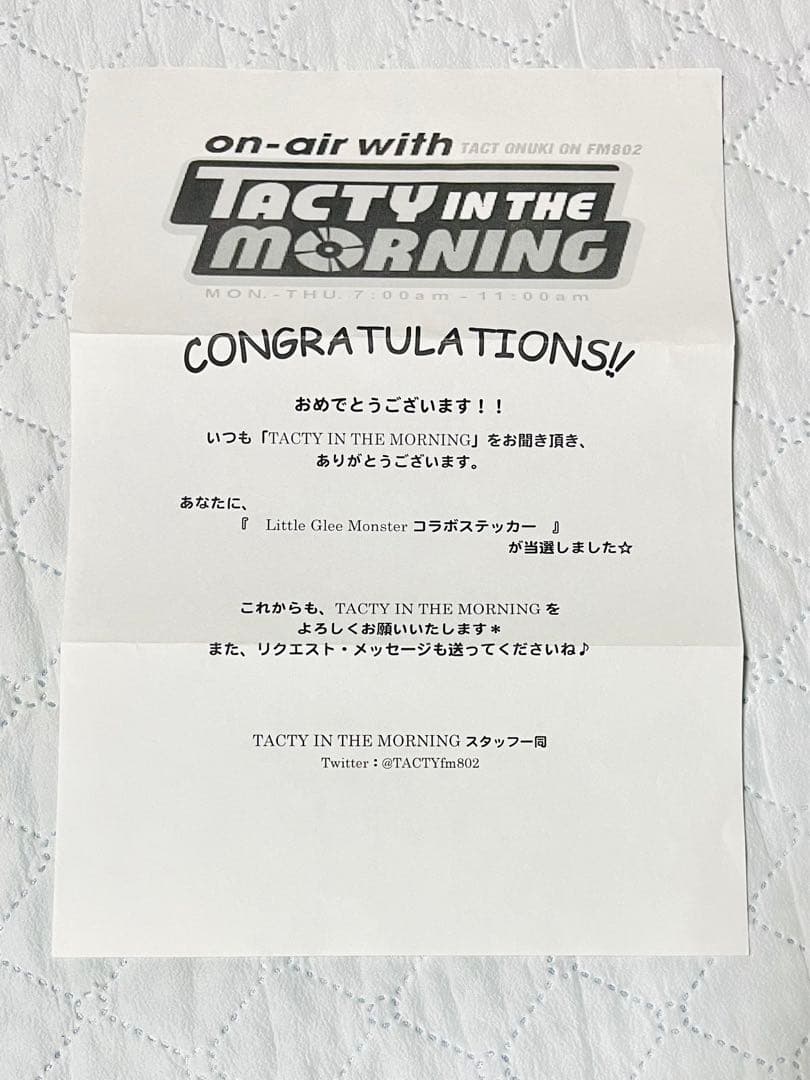 on-air with TACT ONUKI ON FM802
TACTY IN THE
MORNING
MON.-THU. 7:00am - 11:00am
CONGRATULATIONS!!
おめでとうございます！！
いつも「TACTY IN THE MORNING」をお聞き頂き、
ありがとうございます。
あなたに、
『　Little Glee Monster コラボステッカー　』
が当選しました☆
これからも、TACTY IN THE MORNING を
よろしくお願いいたします＊
また、リクエスト・メッセージも送ってくださいね♪
TACTY IN THE MORNING スタッフ一同
Twitter：@TACTYfm802